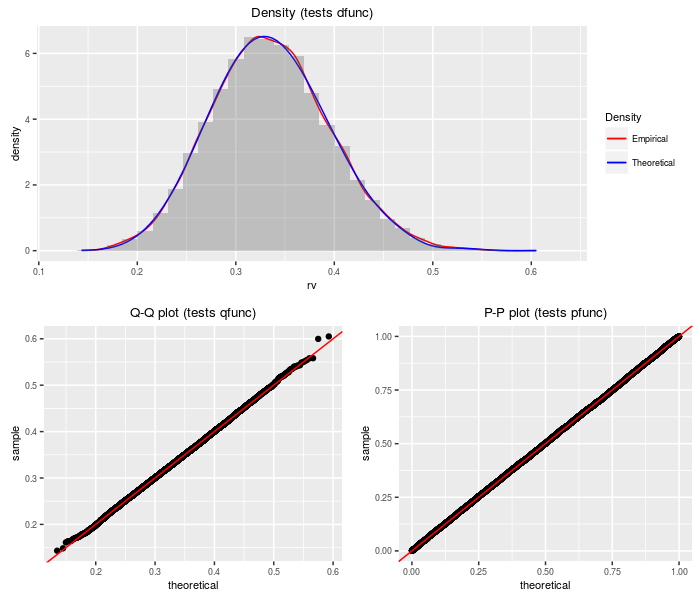 Density (tests dfunc)
density
6
4
2
0
0.1 0.2 0.3 0.4 0.5 0.6
rv
Density
Empirical
Theoretical
Q-Q plot (tests qfunc)
sample
0.6
0.5
0.4
0.3
0.2
0.2 0.3 0.4 0.5 0.6
theoretical
P-P plot (tests pfunc)
sample
1.00
0.75
0.50
0.25
0.00
0.00 0.25 0.50 0.75 1.00
theoretical